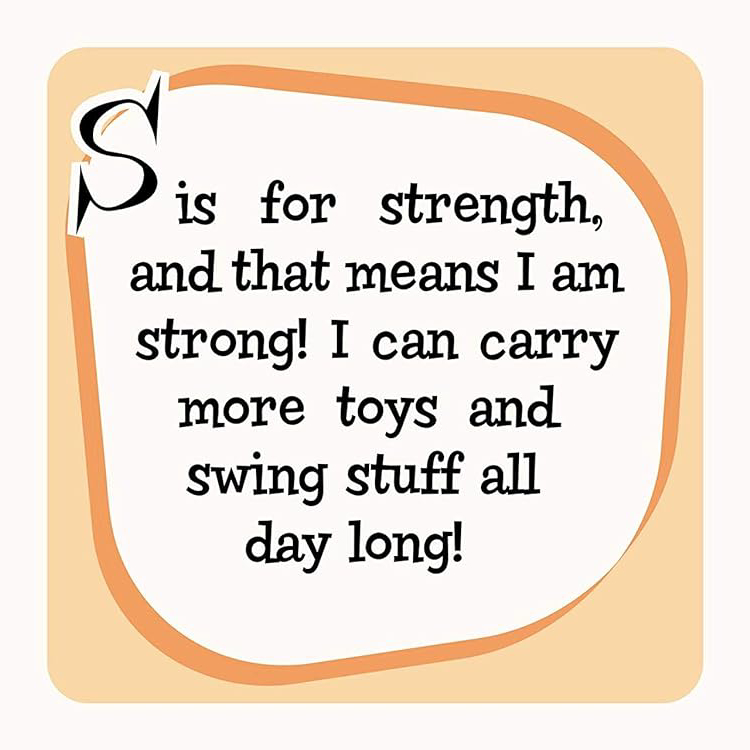 S is for strength,
and that means I am
strong! I can carry
more toys and
swing stuff all
day long!